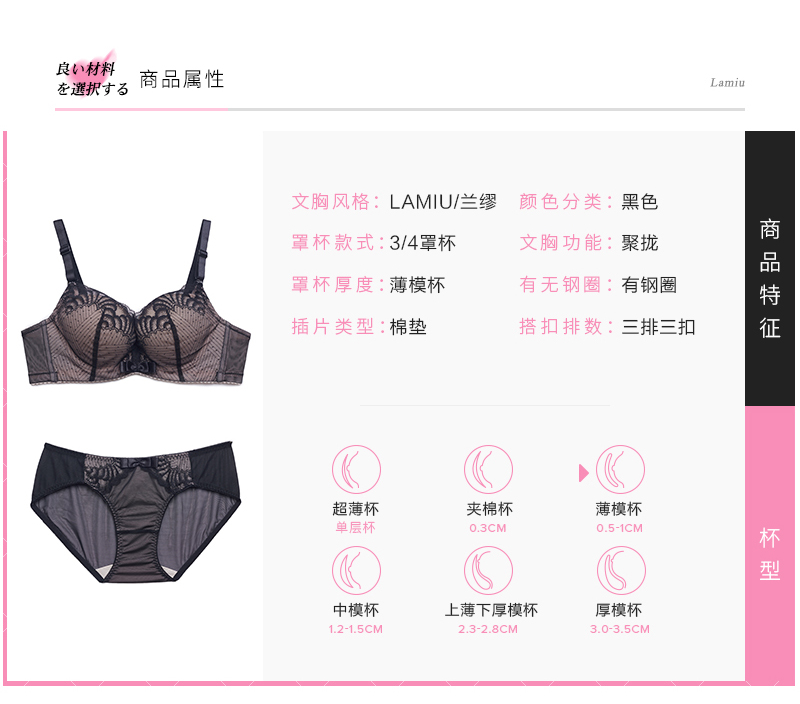 良い材料
を選択する
商品属性
Lamiu
文胸风格：LAMIU/兰缪
颜色分类：黑色
罩杯款式：3/4罩杯
文胸功能：聚拢
罩杯厚度：薄模杯
有无钢圈：有钢圈
插片类型：棉垫
搭扣排数：三排三扣
商品特征
超薄杯
单层杯
夹棉杯
0.3CM
薄模杯
0.5-1CM
中模杯
1.2-1.5CM
上薄下厚模杯
2.3-2.8CM
厚模杯
3.0-3.5CM
杯型